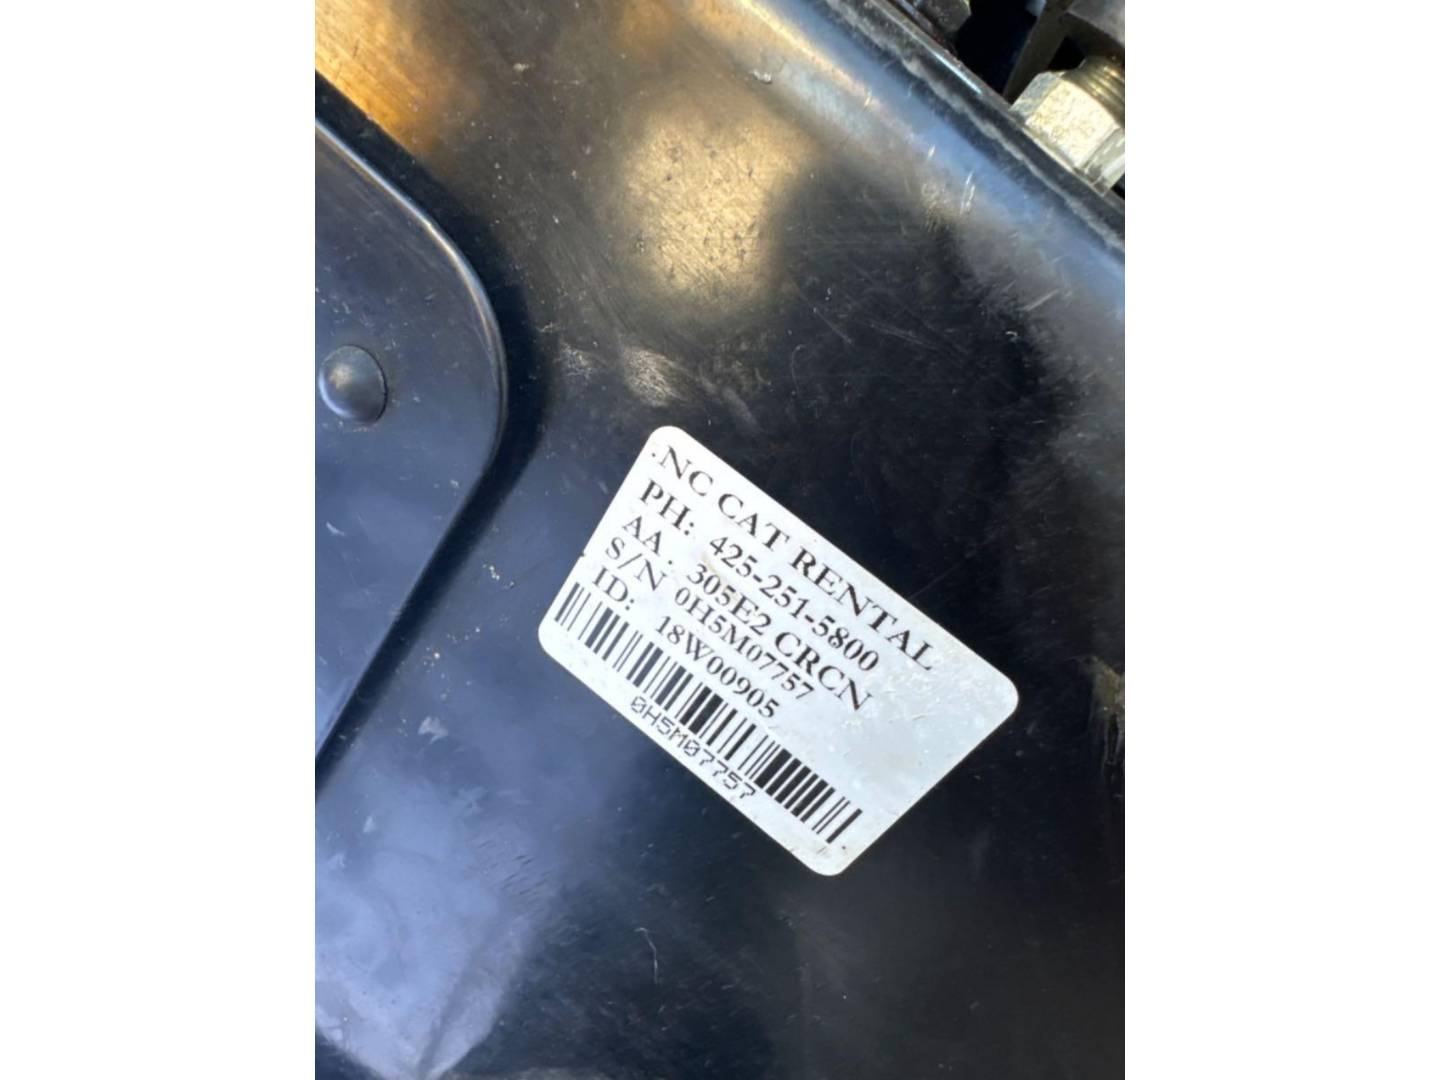 .NC CAT RENTAL
PH: 425-251-5800
AA : 305E2 CRCN
S/N 0H5M07757
ID: 18W00905
0H5M07757